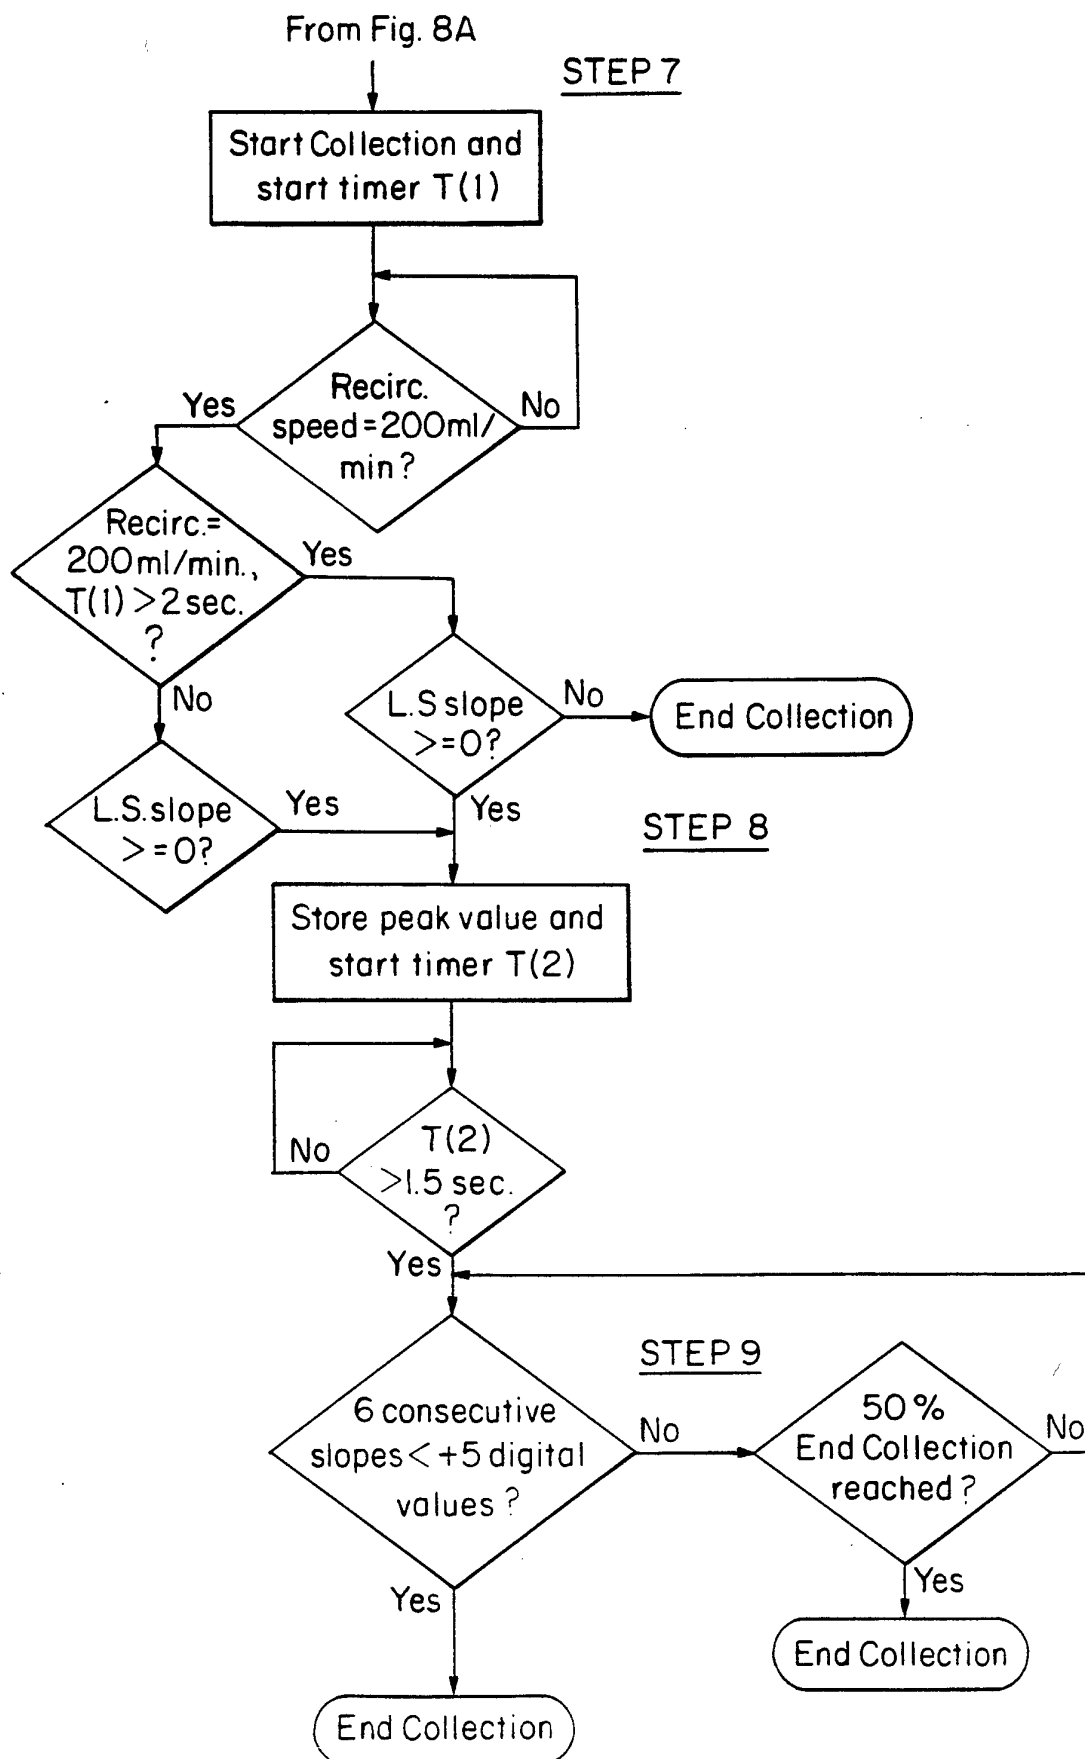 From Fig. 8A
STEP 7
Start Collection and
start timer T(1)
Recirc.
speed=200ml/
min?
Yes
No
Recirc.=
200ml/min.,
T(1)>2sec.
?
Yes
No
L.S slope
>=0?
No
End Collection
Yes
L.S.slope
>=0?
Yes
STEP 8
Store peak value and
start timer T(2)
T(2)
>1.5 sec.
?
No
Yes
STEP 9
6 consecutive
slopes<+5 digital
values?
No
50%
End Collection
reached?
No
Yes
End Collection
Yes
End Collection